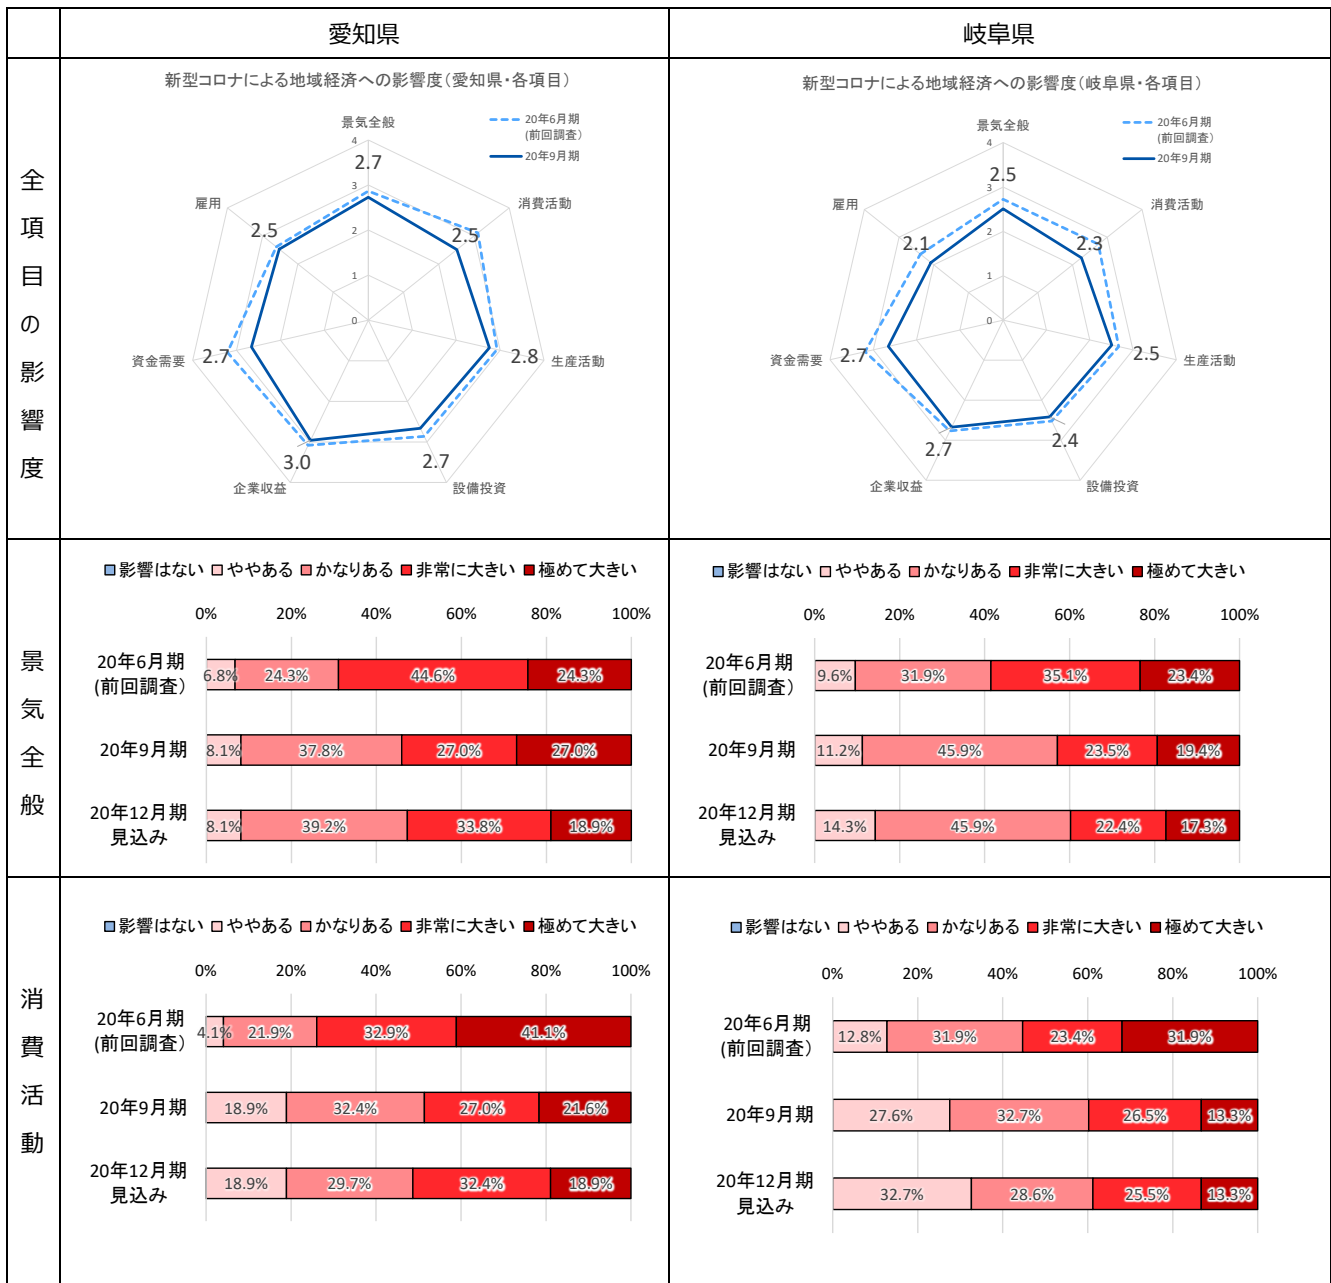 愛知県
岐阜県
全項目の影響度
新型コロナによる地域経済への影響度（愛知県・各項目）
20年6月期
(前回調査)
20年9月期
景気全般
消費活動
生産活動
設備投資
企業収益
資金需要
雇用
4
3
2
1
0
2.7
2.5
2.8
2.7
3.0
2.7
2.5
新型コロナによる地域経済への影響度（岐阜県・各項目）
20年6月期
(前回調査)
20年9月期
景気全般
消費活動
生産活動
設備投資
企業収益
資金需要
雇用
4
3
2
1
0
2.5
2.3
2.5
2.4
2.7
2.7
2.1
景気全般
影響はない ややある かなりある 非常に大きい 極めて大きい
0% 20% 40% 60% 80% 100%
20年6月期
(前回調査)
6.8% 24.3% 44.6% 24.3%
20年9月期
8.1% 37.8% 27.0% 27.0%
20年12月期
見込み
8.1% 39.2% 33.8% 18.9%
影響はない ややある かなりある 非常に大きい 極めて大きい
0% 20% 40% 60% 80% 100%
20年6月期
(前回調査)
9.6% 31.9% 35.1% 23.4%
20年9月期
11.2% 45.9% 23.5% 19.4%
20年12月期
見込み
14.3% 45.9% 22.4% 17.3%
消費活動
影響はない ややある かなりある 非常に大きい 極めて大きい
0% 20% 40% 60% 80% 100%
20年6月期
(前回調査)
4.1% 21.9% 32.9% 41.1%
20年9月期
18.9% 32.4% 27.0% 21.6%
20年12月期
見込み
18.9% 29.7% 32.4% 18.9%
影響はない ややある かなりある 非常に大きい 極めて大きい
0% 20% 40% 60% 80% 100%
20年6月期
(前回調査)
12.8% 31.9% 23.4% 31.9%
20年9月期
27.6% 32.7% 26.5% 13.3%
20年12月期
見込み
32.7% 28.6% 25.5% 13.3%